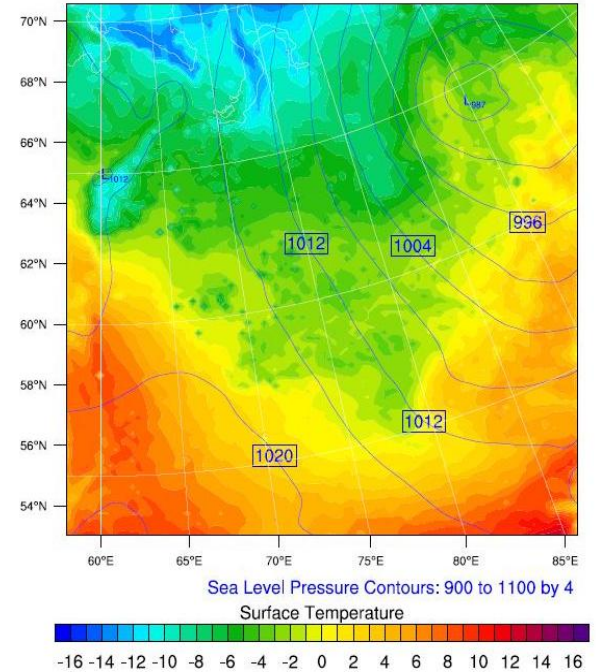 70°N
68°N
L987
66°N
L1012
64°N
996
1012
1004
62°N
60°N
58°N
1012
56°N
1020
54°N
60°E 65°E 70°E 75°E 80°E 85°E
Sea Level Pressure Contours: 900 to 1100 by 4
Surface Temperature
-16 -14 -12 -10 -8 -6 -4 -2 0 2 4 6 8 10 12 14 16